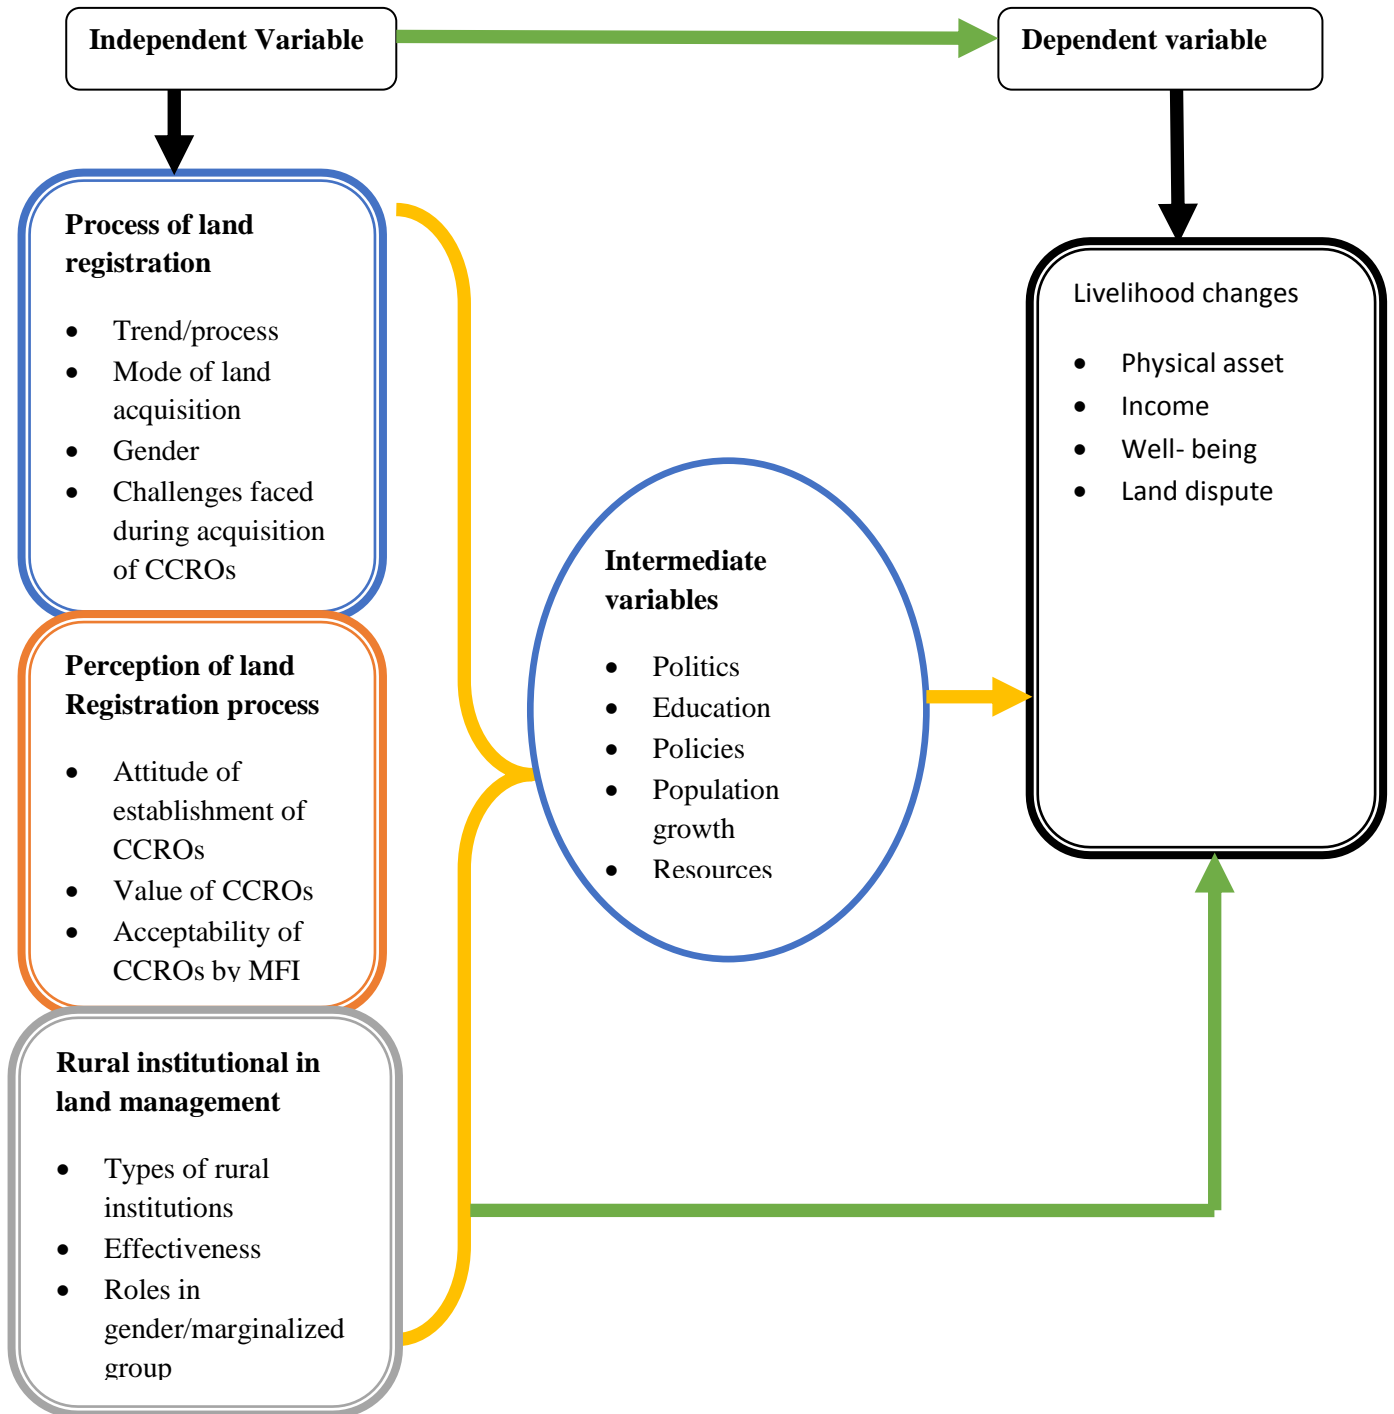 Independent Variable
Dependent variable
Process of land
registration
• Trend/process
• Mode of land
acquisition
• Gender
• Challenges faced
during acquisition
of CCROs
Perception of land
Registration process
• Attitude of
establishment of
CCROs
• Value of CCROs
• Acceptability of
CCROs by MFI
Rural institutional in
land management
• Types of rural
institutions
• Effectiveness
• Roles in
gender/marginalized
group
Intermediate
variables
• Politics
• Education
• Policies
• Population
growth
• Resources
Livelihood changes
• Physical asset
• Income
• Well- being
• Land dispute